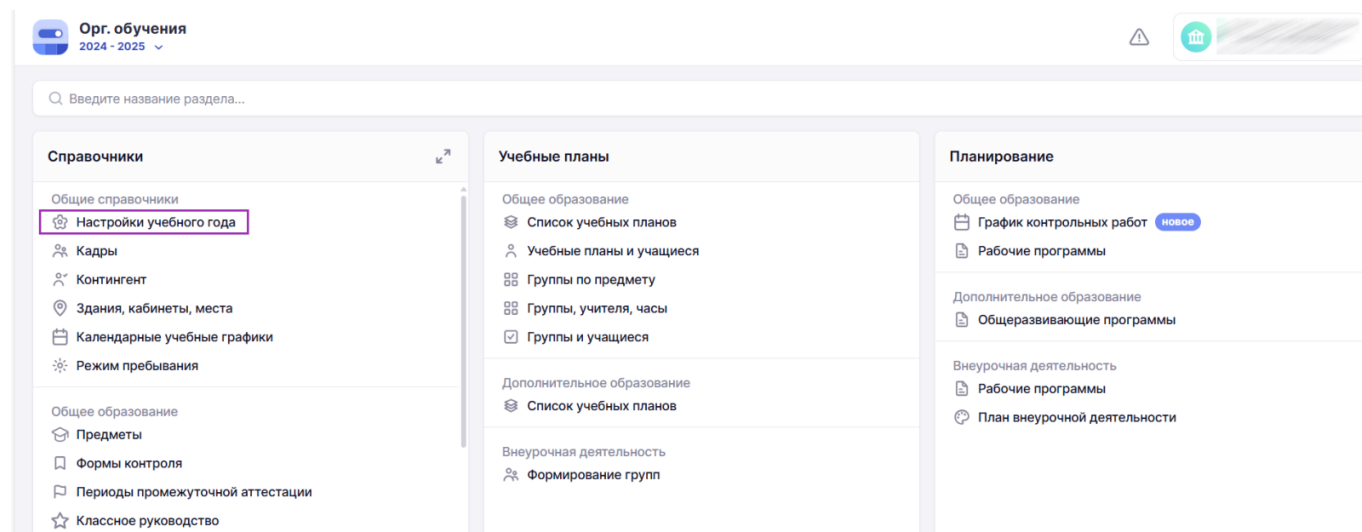 Орг. обучения
2024 - 2025
Введите название раздела...
Справочники
Общие справочники
Настройки учебного года
Кадры
Контингент
Здания, кабинеты, места
Календарные учебные графики
Режим пребывания
Общее образование
Предметы
Формы контроля
Периоды промежуточной аттестации
Классное руководство
Учебные планы
Общее образование
Список учебных планов
Учебные планы и учащиеся
Группы по предмету
Группы, учителя, часы
Группы и учащиеся
Дополнительное образование
Список учебных планов
Внеурочная деятельность
Формирование групп
Планирование
Общее образование
График контрольных работ новое
Рабочие программы
Дополнительное образование
Общеразвивающие программы
Внеурочная деятельность
Рабочие программы
План внеурочной деятельности